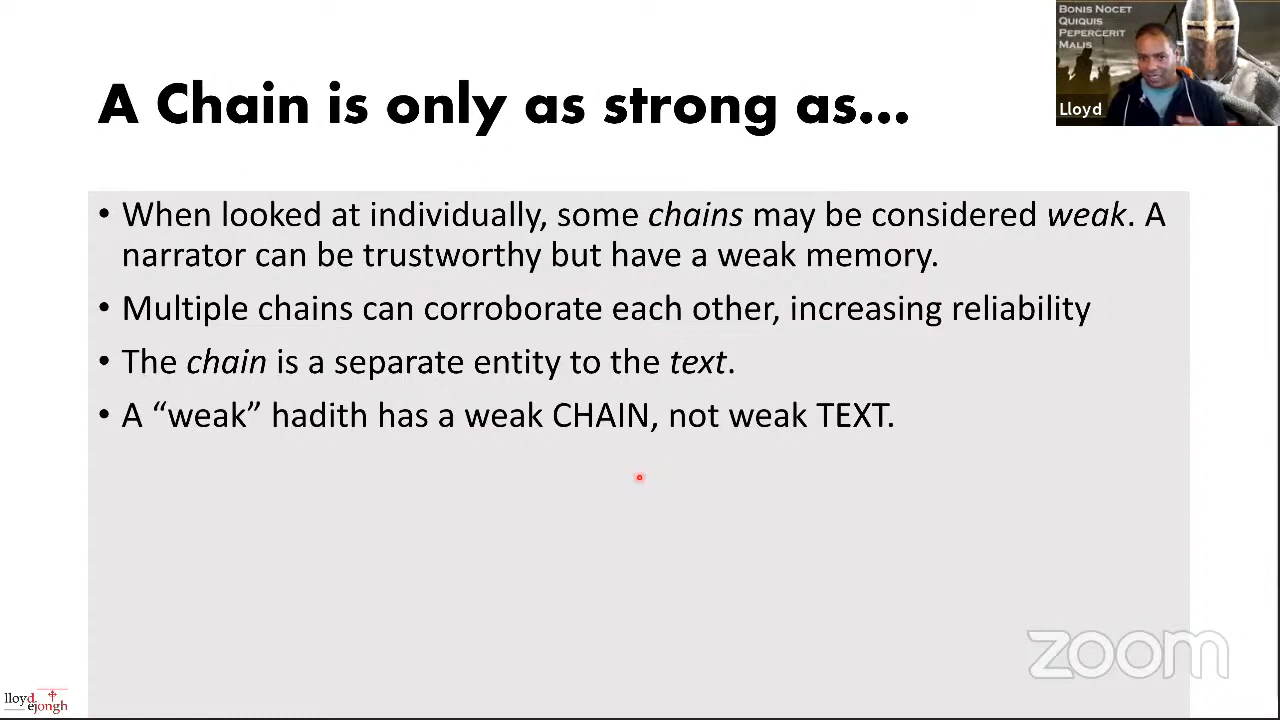 Bonis Nocet
Quiquis
Pepercerit
Malis
Lloyd
A Chain is only as strong as...
• When looked at individually, some chains may be considered weak. A
narrator can be trustworthy but have a weak memory.
• Multiple chains can corroborate each other, increasing reliability
• The chain is a separate entity to the text.
• A “weak” hadith has a weak CHAIN, not weak TEXT.
zoom
lloyd
ejongh